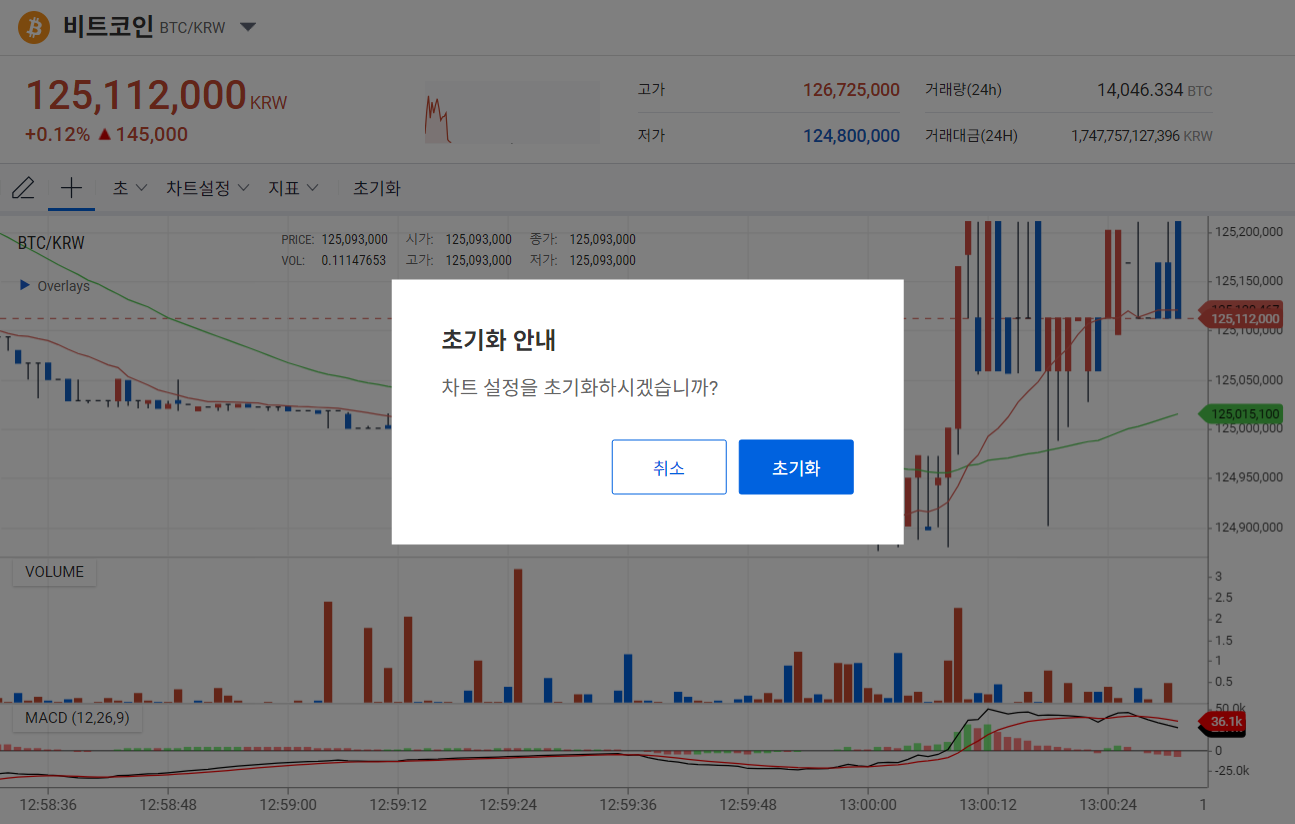 비트코인 BTC/KRW
125,112,000 KRW
+0.12% ▲ 145,000
고가 126,725,000 거래량(24h) 14,046.334 BTC
저가 124,800,000 거래대금(24H) 1,747,757,127,396 KRW
초 차트설정 지표 초기화
BTC/KRW
PRICE: 125,093,000 시가: 125,093,000 종가: 125,093,000
VOL: 0.11147653 고가: 125,093,000 저가: 125,093,000
Overlays
초기화 안내
차트 설정을 초기화하시겠습니까?
취소 초기화
125,200,000
125,150,000
125,112,000
125,100,000
125,050,000
125,015,100
125,000,000
124,950,000
124,900,000
VOLUME
3
2.5
2
1.5
1
0.5
MACD (12,26,9)
50.0k
36.1k
0
-25.0k
12:58:36 12:58:48 12:59:00 12:59:12 12:59:24 12:59:36 12:59:48 13:00:00 13:00:12 13:00:24 1